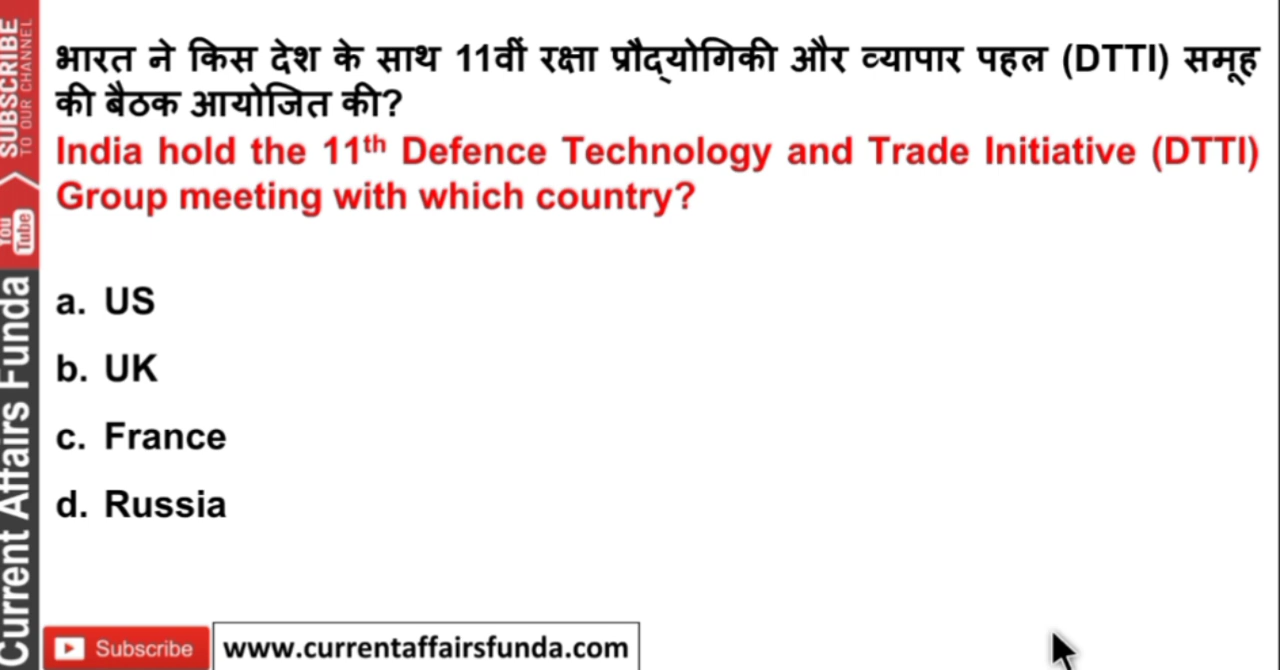 भारत ने किस देश के साथ 11वीं रक्षा प्रौद्योगिकी और व्यापार पहल (DTTI) समूह
की बैठक आयोजित की?
India hold the 11th Defence Technology and Trade Initiative (DTTI)
Group meeting with which country?
a. US
b. UK
c. France
d. Russia
SUBSCRIBE
TO OUR CHANNEL
You
Tube
Current Affairs Funda
Subscribe
www.currentaffairsfunda.com